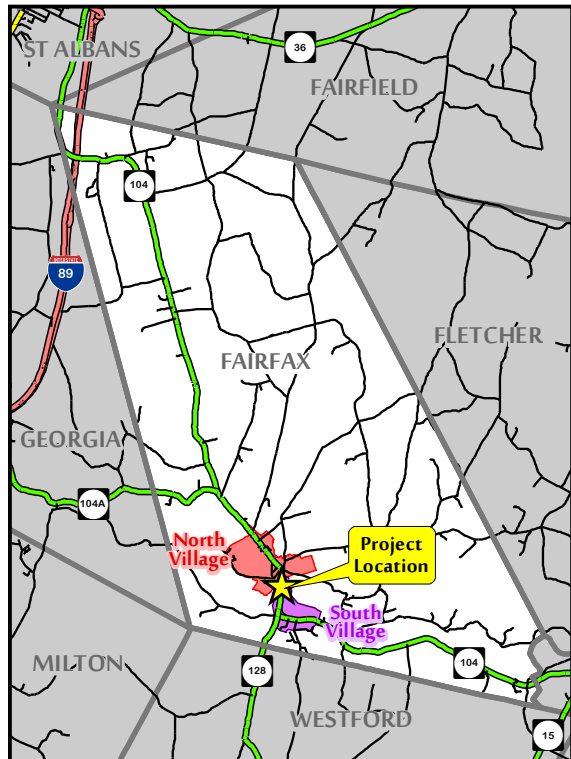 ST ALBANS
36
FAIRFIELD
104
INTERSTATE
89
FLETCHER
FAIRFAX
GEORGIA
104A
North
Village
Project
Location
South
Village
MILTON
104
128
WESTFORD
15